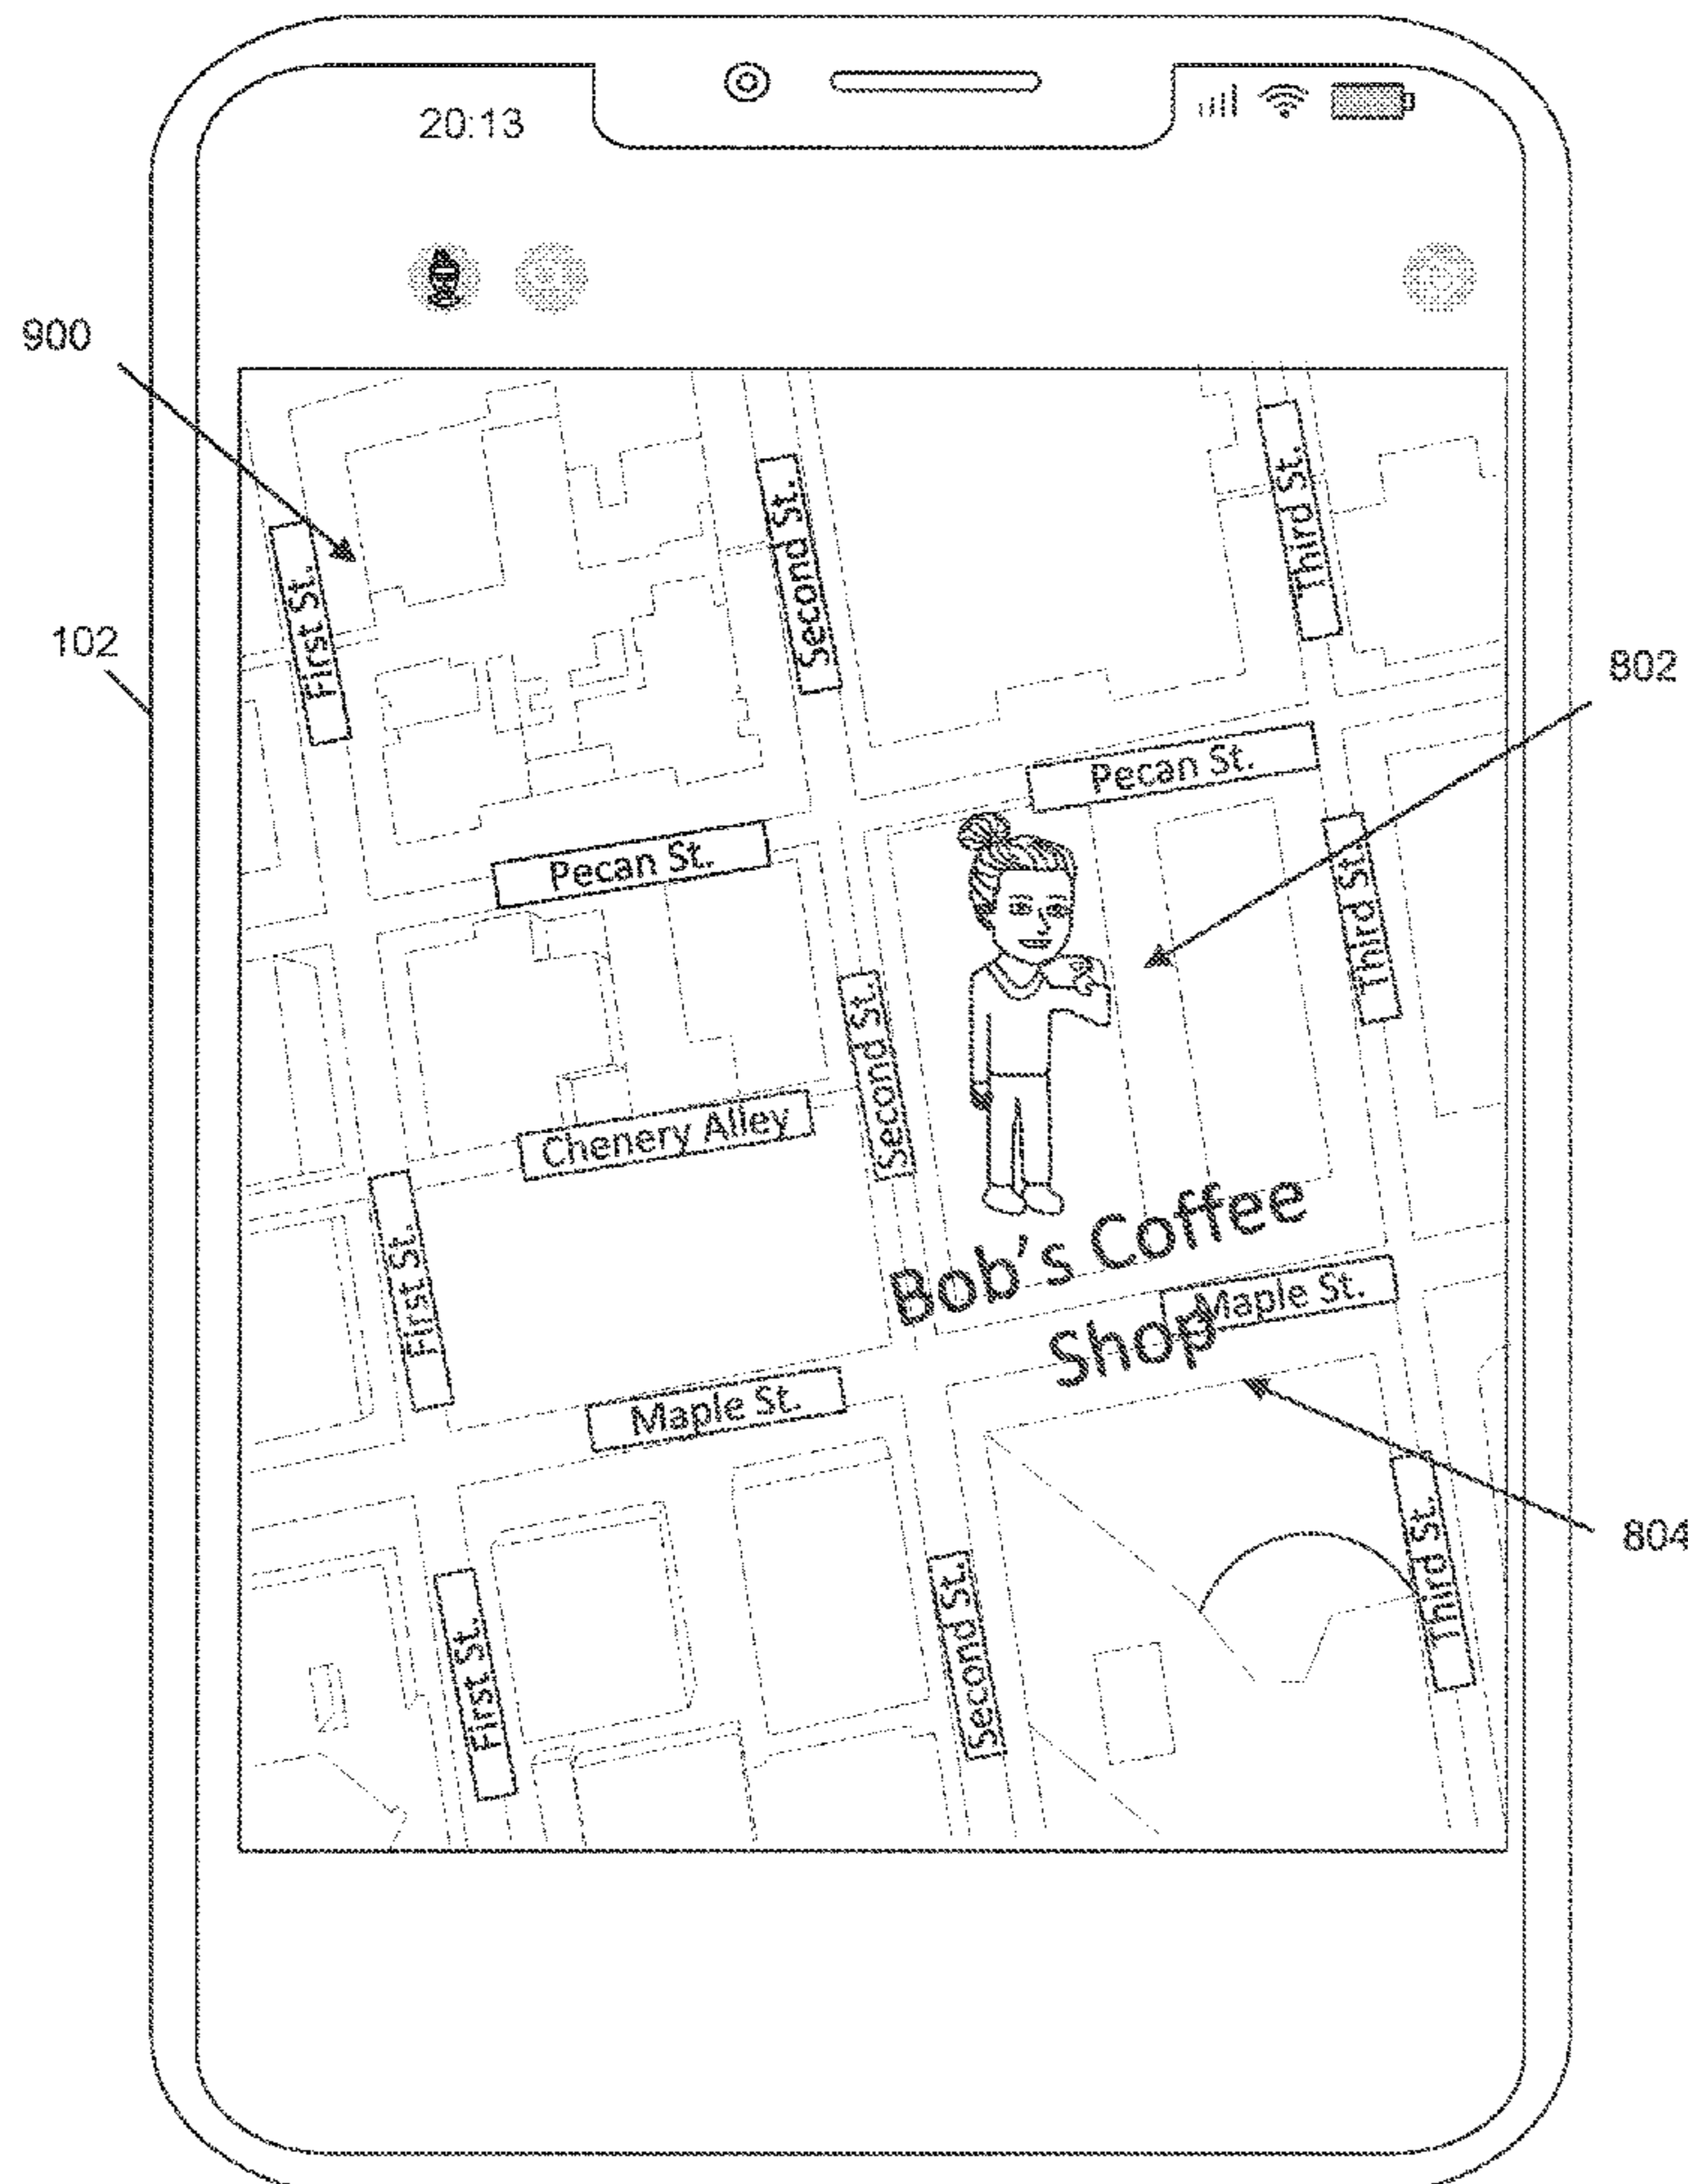 20:13
900
102
802
804
First St.
Second St.
Third St.
Pecan St.
Pecan St.
Third St.
Second St.
Chenery Alley
First St.
Bob's Coffee
Shop
Maple St.
Maple St.
First St.
Second St.
Third St.